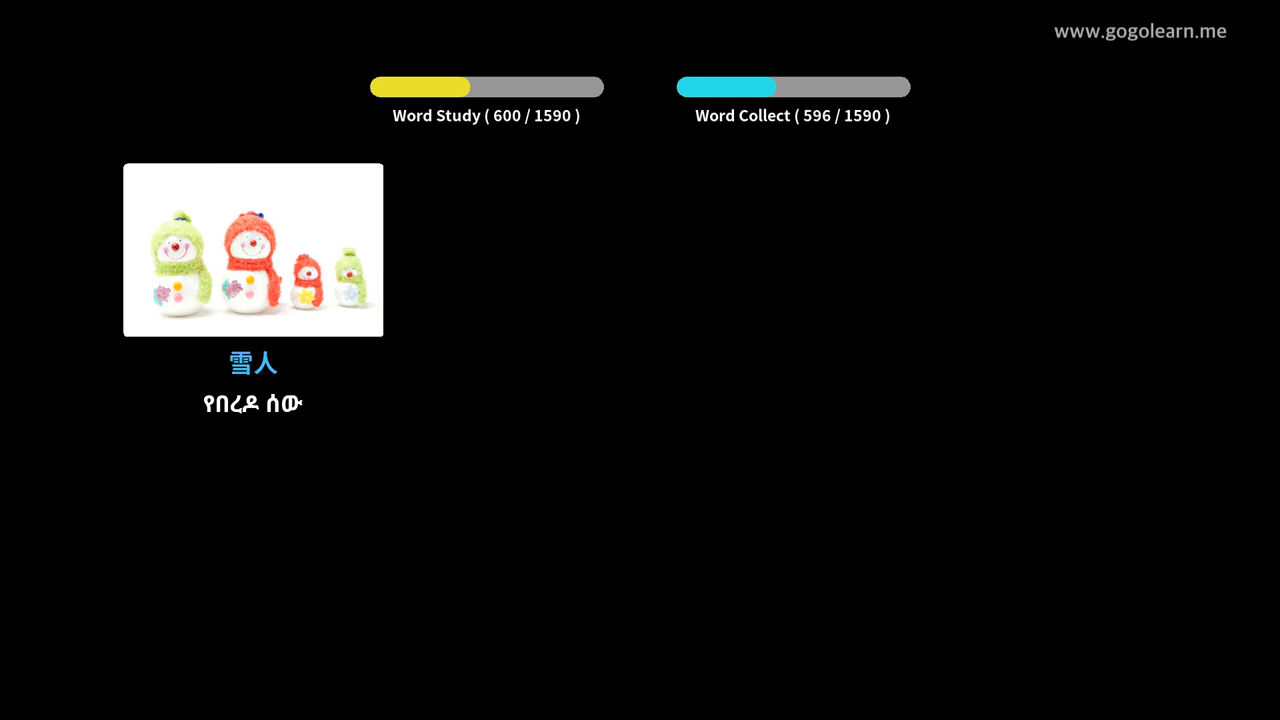 www.gogolearn.me
Word Study ( 600 / 1590 )
Word Collect ( 596 / 1590 )
雪人
የበረዶ ሰው